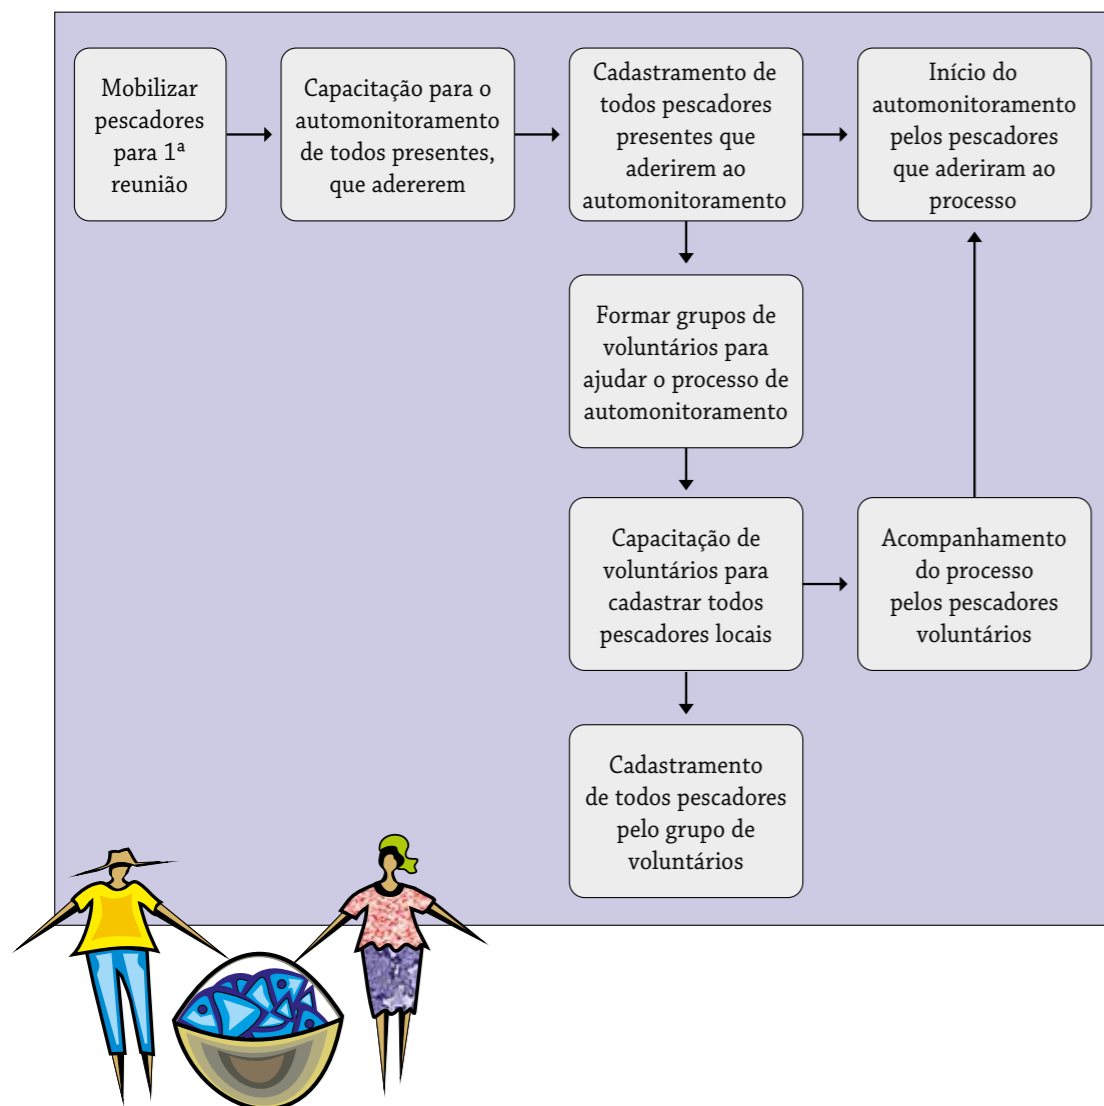 Mobilizar
pescadores
para 1ª
reunião
Capacitação para o
automonitoramento
de todos presentes,
que adererem
Cadastramento de
todos pescadores
presentes que
aderirem ao
automonitoramento
Início do
automonitoramento
pelos pescadores
que aderiram ao
processo
Formar grupos de
voluntários para
ajudar o processo de
automonitoramento
Capacitação de
voluntários para
cadastrar todos
pescadores locais
Acompanhamento
do processo
pelos pescadores
voluntários
Cadastramento
de todos pescadores
pelo grupo de
voluntários